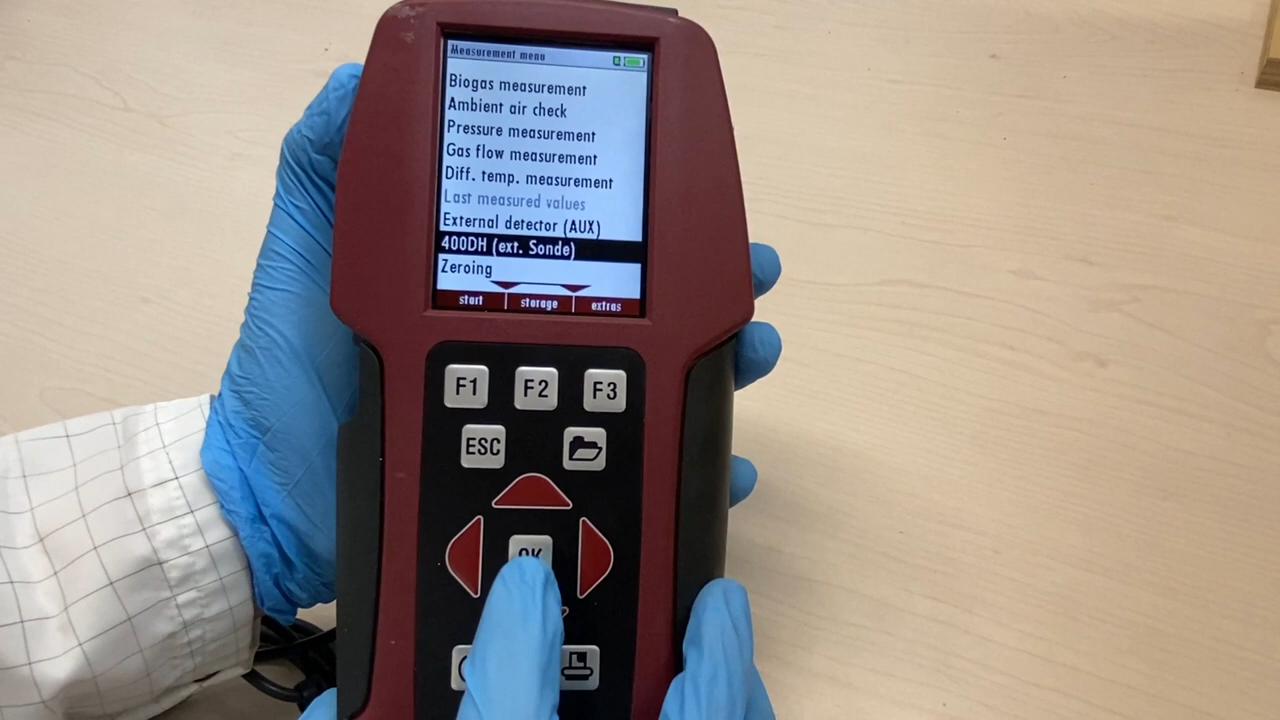 Measurement menu
Biogas measurement
Ambient air check
Pressure measurement
Gas flow measurement
Diff. temp. measurement
Last measured values
External detector (AUX)
400DH (ext. Sonde)
Zeroing
start storage extras
F1 F2 F3
ESC
OK